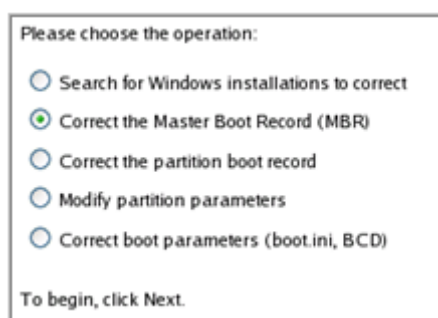 Please choose the operation:
Search for Windows installations to correct
Correct the Master Boot Record (MBR)
Correct the partition boot record
Modify partition parameters
Correct boot parameters (boot.ini, BCD)
To begin, click Next.